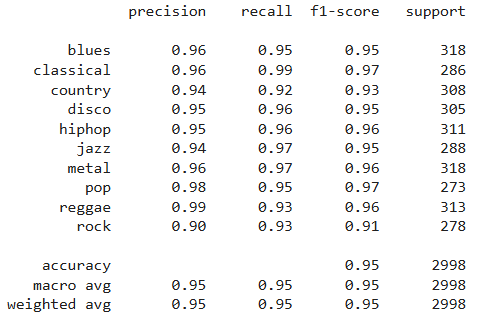 precision recall f1-score support
blues 0.96 0.95 0.95 318
classical 0.96 0.99 0.97 286
country 0.94 0.92 0.93 308
disco 0.95 0.96 0.95 305
hiphop 0.95 0.96 0.96 311
jazz 0.94 0.97 0.95 288
metal 0.96 0.97 0.96 318
pop 0.98 0.95 0.97 273
reggae 0.99 0.93 0.96 313
rock 0.90 0.93 0.91 278
accuracy 0.95 2998
macro avg 0.95 0.95 0.95 2998
weighted avg 0.95 0.95 0.95 2998